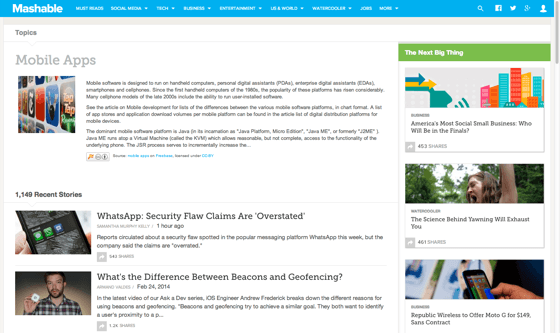 Mashable
MUST READS SOCIAL MEDIA TECH BUSINESS ENTERTAINMENT US & WORLD WATERCOOLER JOBS MORE
Topics
Mobile Apps
Mobile software is designed to run on handheld computers, personal digital assistants (PDAs), enterprise digital assistants (EDAs),
smartphones and cellphones. Since the first handheld computers of the 1980s, the popularity of these platforms has risen considerably.
Many cellphone models of the late 2000s include the ability to run user-installed software.
See the article on Mobile development for lists of the differences between the various mobile software platforms, in chart format. A list
of app stores and application download volumes per mobile platform can be found in the article list of digital distribution platforms for
mobile devices.
The dominant mobile software platform is Java (in its incarnation as "Java Platform, Micro Edition", "Java ME", or formerly "J2ME" ).
Java ME runs atop a Virtual Machine (called the KVM) which allows reasonable, but not complete, access to the functionality of the
underlying phone. The JSR process serves to incrementally increase the...
Source: mobile apps on Freebase, licensed under CC-BY
1,149 Recent Stories
WhatsApp: Security Flaw Claims Are 'Overstated'
SAMANTHA MURPHY KELLY / 1 hour ago
Reports circulated about a security flaw spotted in the popular messaging platform WhatsApp this week, but the
company said the claims are "overrated."
543 SHARES
What's the Difference Between Beacons and Geofencing?
ARMAND VALDES / Feb 24, 2014
In the latest video of our Ask a Dev series, iOS Engineer Andrew Frederick breaks down the different reasons for
using beacons and geofencing. "Beacons and geofencing try to achieve a similar goal. They both want to identify
a user's proximity to a p...
1.2K SHARES
The Next Big Thing
BUSINESS
America's Most Social Small Business: Who
Will Be in the Finals?
453 SHARES
WATERCOOLER
The Science Behind Yawning Will Exhaust
You
447 SHARES
BUSINESS
Republic Wireless to Offer Moto G for $149,
Sans Contract